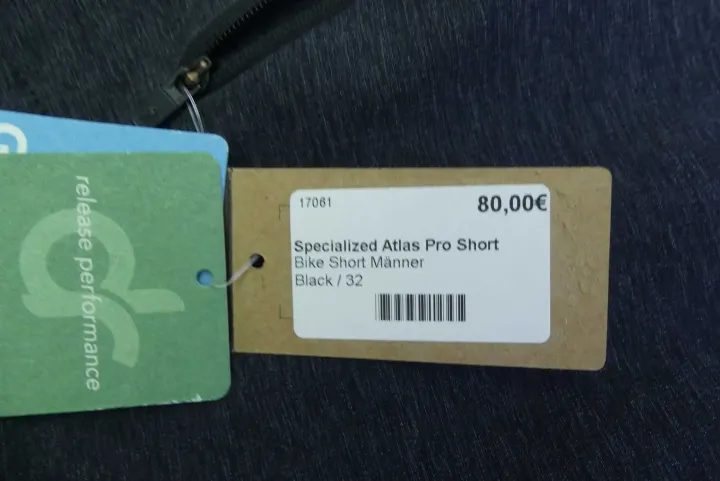 release performance
17061
80,00€
Specialized Atlas Pro Short
Bike Short Männer
Black / 32